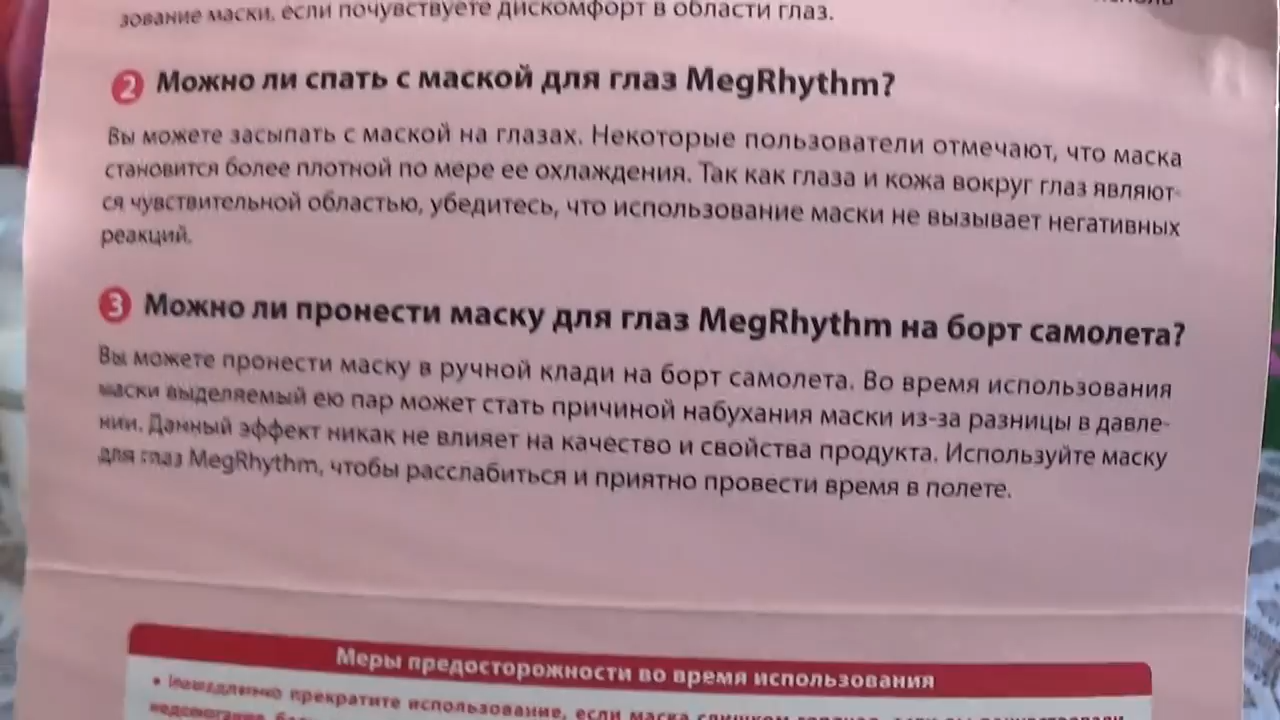 зование маски, если почувствуете дискомфорт в области глаз.
2 Можно ли спать с маской для глаз MegRhythm?
Вы можете засыпать с маской на глазах. Некоторые пользователи отмечают, что маска
становится более плотной по мере ее охлаждения. Так как глаза и кожа вокруг глаз являют-
ся чувствительной областью, убедитесь, что использование маски не вызывает негативных
реакций.
3 Можно ли пронести маску для глаз MegRhythm на борт самолета?
Вы можете пронести маску в ручной клади на борт самолета. Во время использования
маски выделяемый ею пар может стать причиной набухания маски из-за разницы в давле-
нии. Данный эффект никак не влияет на качество и свойства продукта. Используйте маску
для глаз MegRhythm, чтобы расслабиться и приятно провести время в полете.
Меры предосторожности во время использования
• прекратите использование, если маска слишком